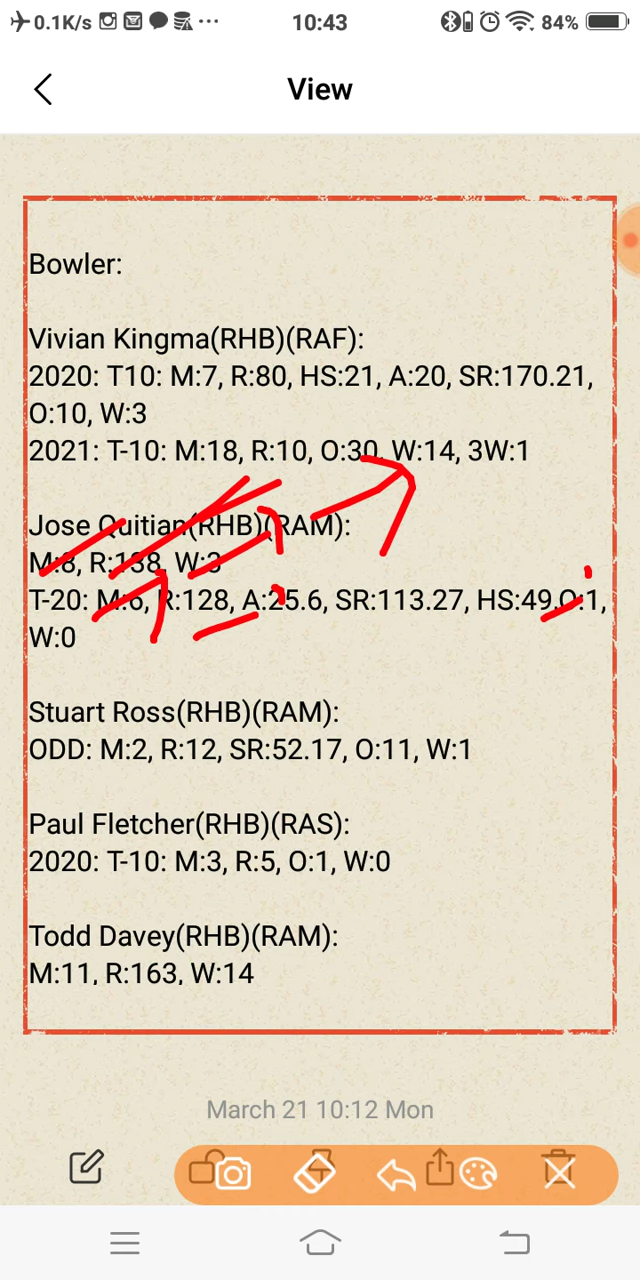 0.1K/s
10:43
84%
View
Bowler:
Vivian Kingma(RHB)(RAF):
2020: T10: M:7, R:80, HS:21, A:20, SR:170.21,
O:10, W:3
2021: T-10: M:18, R:10, O:30, W:14, 3W:1
Jose Quitian(RHB)(RAM):
M:8, R:138, W:3
T-20: M:6, R:128, A:25.6, SR:113.27, HS:49,O:1,
W:0
Stuart Ross(RHB)(RAM):
ODD: M:2, R:12, SR:52.17, O:11, W:1
Paul Fletcher(RHB)(RAS):
2020: T-10: M:3, R:5, O:1, W:0
Todd Davey(RHB)(RAM):
M:11, R:163, W:14
March 21 10:12 Mon